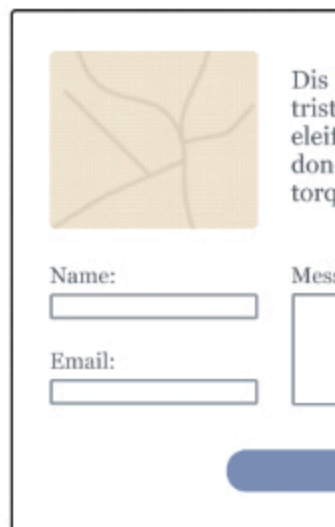 Dis
trist
eleif
don
torq
Name:
Mess
Email: